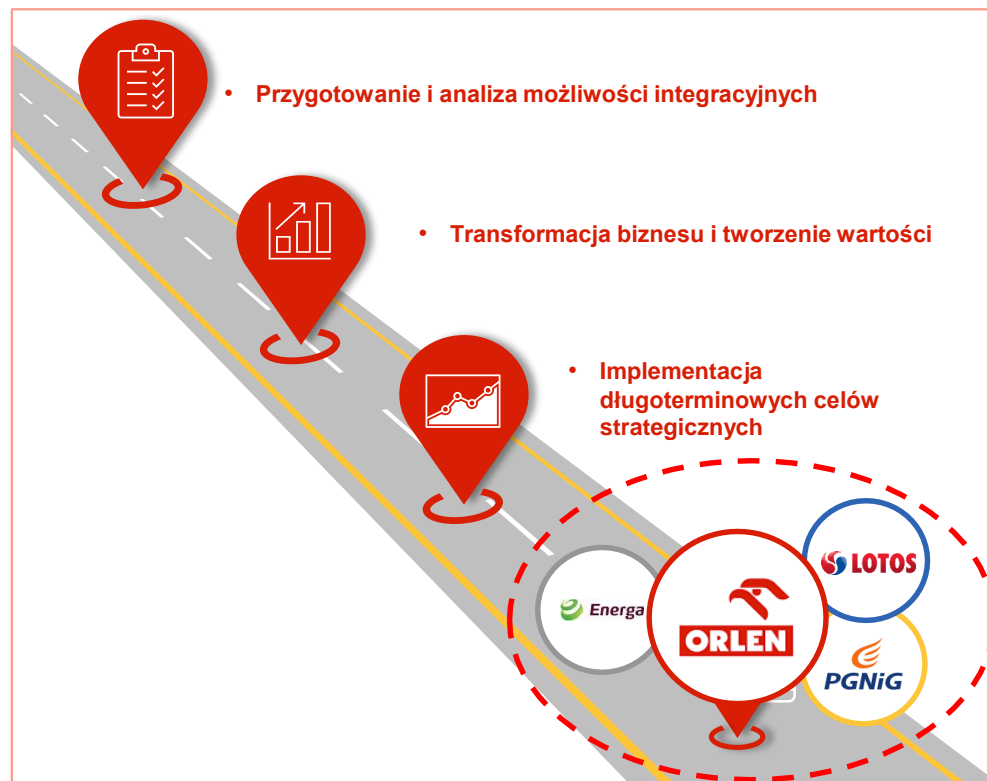 • Przygotowanie i analiza możliwości integracyjnych
• Transformacja biznesu i tworzenie wartości
• Implementacja
długoterminowych celów
strategicznych
LOTOS
Energa
ORLEN
PGNiG